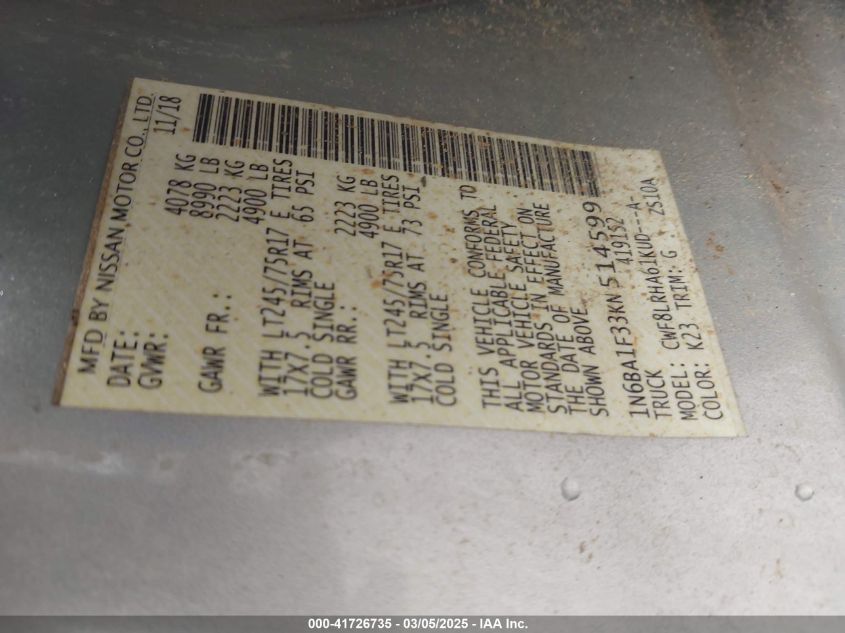 MFD BY NISSAN MOTOR CO., LTD.
DATE: 11/18
GVWR: 4078 KG
8990 LB
GAWR FR.: 2223 KG
4900 LB
WITH LT245/75R17 E TIRES
17X7.5 RIMS AT 65 PSI
COLD SINGLE
GAWR RR.: 2223 KG
4900 LB
WITH LT245/75R17 E TIRES
17X7.5 RIMS AT 73 PSI
COLD SINGLE
THIS VEHICLE CONFORMS TO
ALL APPLICABLE FEDERAL
MOTOR VEHICLE SAFETY
STANDARDS IN EFFECT ON
THE DATE OF MANUFACTURE
SHOWN ABOVE.
1N6BA1F33KN514599
TRUCK 419152
MODEL: CWF8LRHA61KUD---A
COLOR: K23 TRIM: G ZS10A
000-41726735 - 03/05/2025 - IAA Inc.